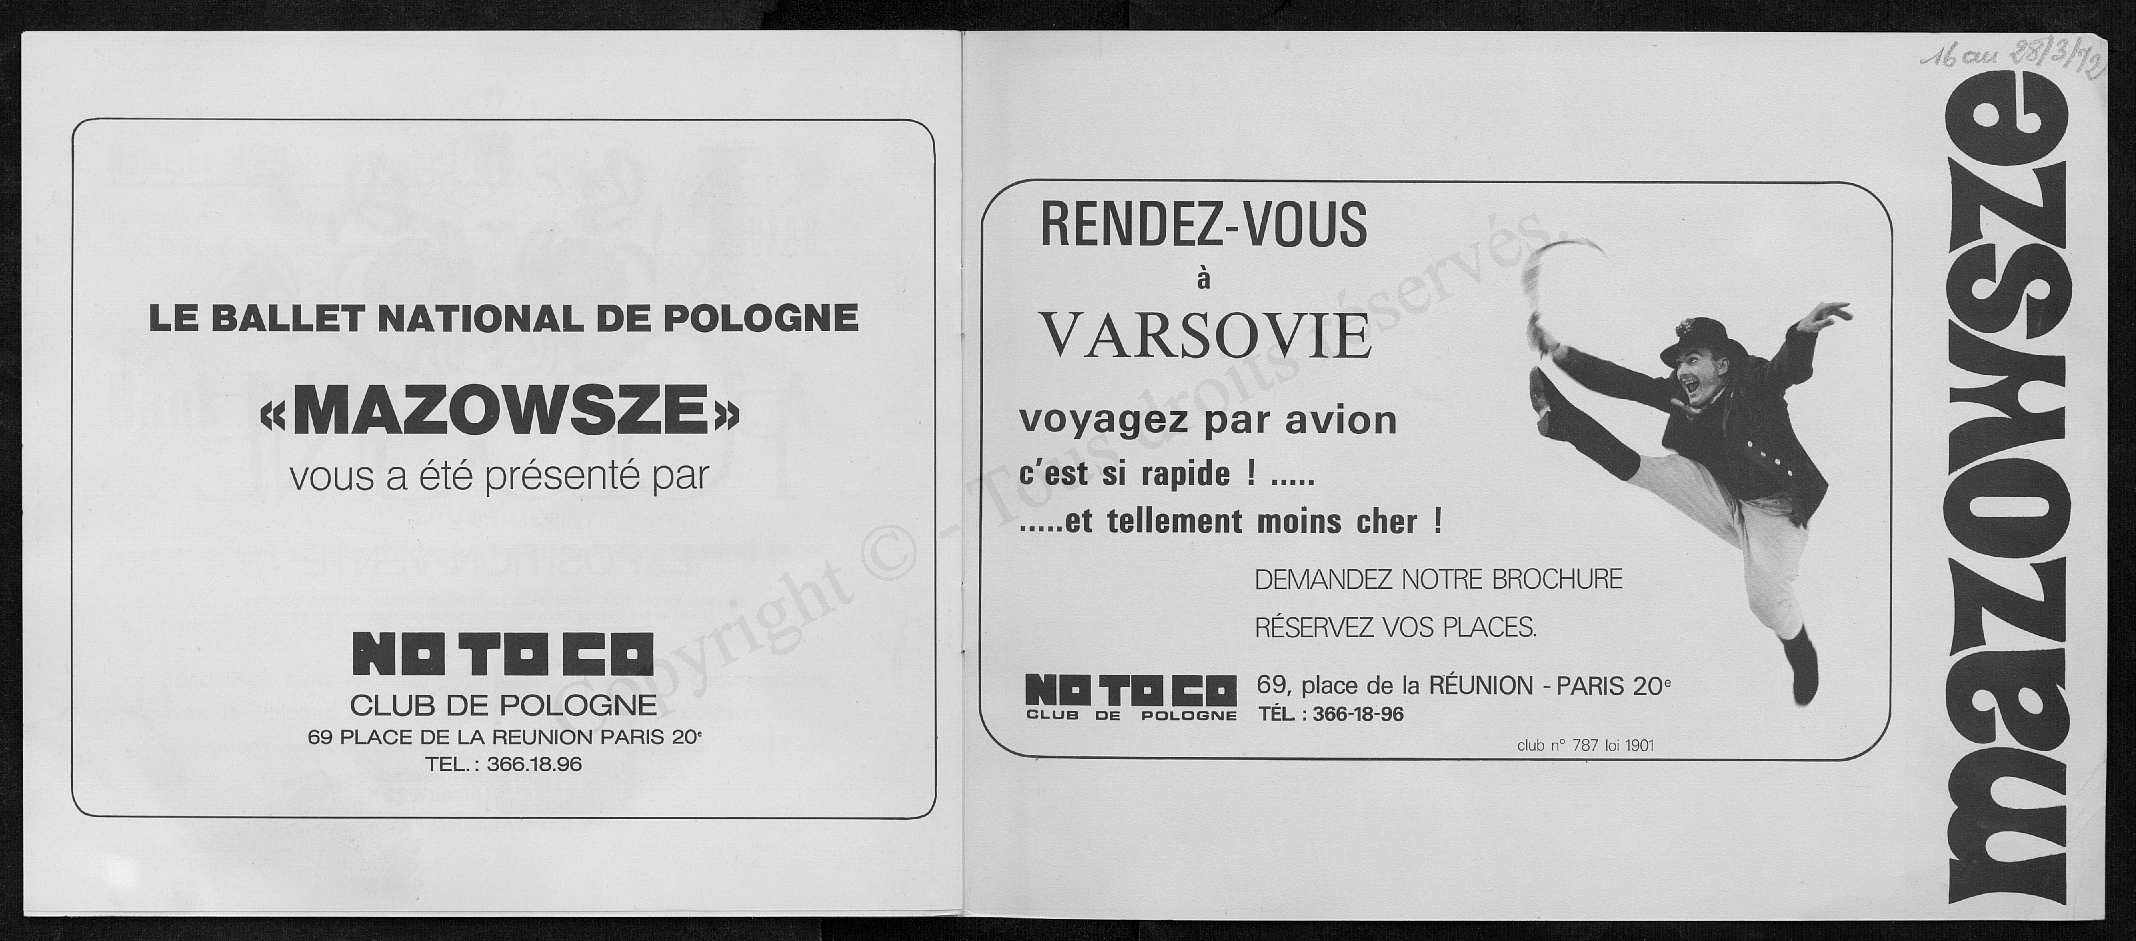 LE BALLET NATIONAL DE POLOGNE
«MAZOWSZE»
vous a été présenté par
NO TO CO
CLUB DE POLOGNE
69 PLACE DE LA REUNION PARIS 20e
TEL. : 366.18.96
16 au 28/3/72
RENDEZ-VOUS
à
VARSOVIE
voyagez par avion
c'est si rapide ! .....
.....et tellement moins cher !
DEMANDEZ NOTRE BROCHURE
RÉSERVEZ VOS PLACES.
NO TO CO
CLUB DE POLOGNE
69, place de la RÉUNION - PARIS 20e
TÉL. : 366-18-96
club n° 787 loi 1901
mazowsze
Copyright © - Tous droits réservés.